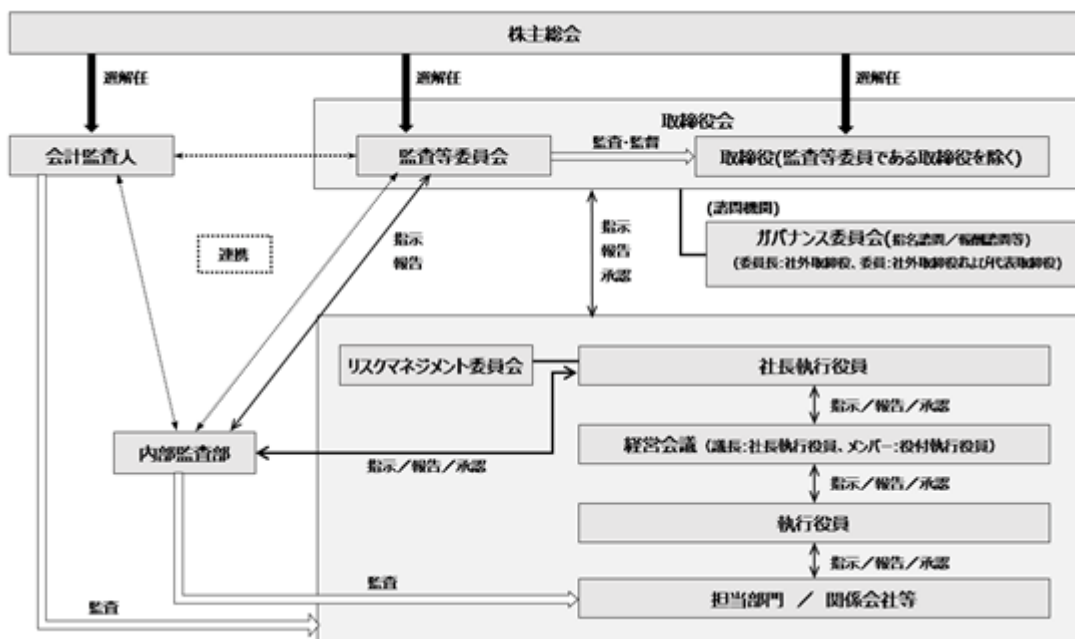 株主総会
選解任
選解任
選解任
取締役会
会計監査人
監査等委員会
監査・監督
取締役(監査等委員である取締役を除く)
(諮問機関)
ガバナンス委員会(指名諮問／報酬諮問等)
(委員長:社外取締役、委員:社外取締役および代表取締役)
連携
指示
報告
指示
報告
承認
リスクマネジメント委員会
社長執行役員
指示／報告／承認
内部監査部
経営会議 (議長:社長執行役員、メンバー:役付執行役員)
指示／報告／承認
指示／報告／承認
執行役員
指示／報告／承認
監査
担当部門 ／ 関係会社等
監査